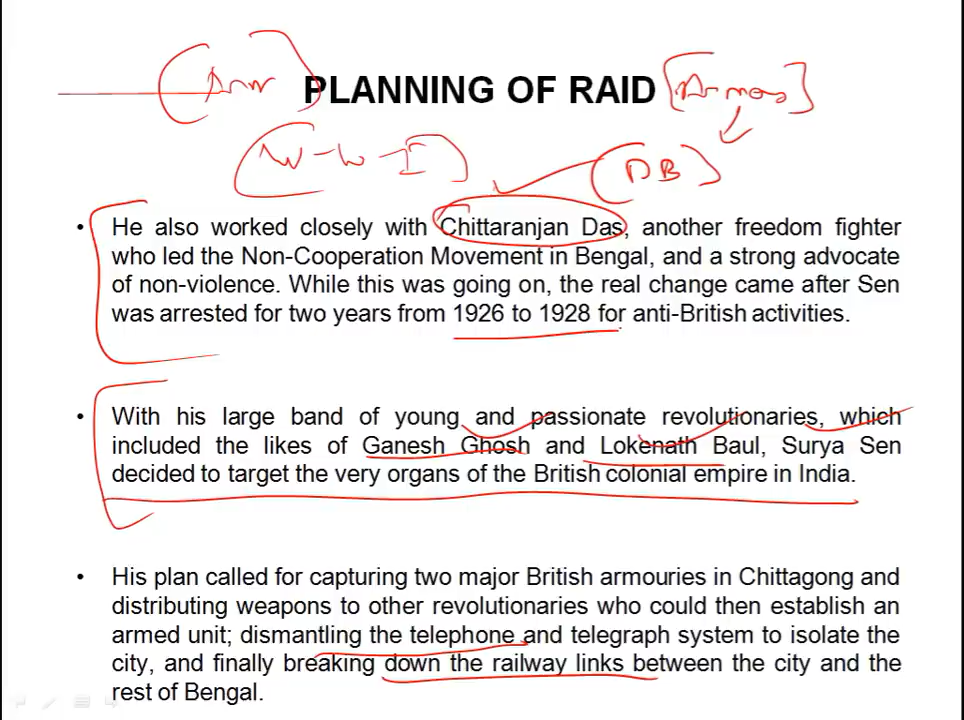 PLANNING OF RAID
W-W-I
DB
• He also worked closely with Chittaranjan Das, another freedom fighter
who led the Non-Cooperation Movement in Bengal, and a strong advocate
of non-violence. While this was going on, the real change came after Sen
was arrested for two years from 1926 to 1928 for anti-British activities.
• With his large band of young and passionate revolutionaries, which
included the likes of Ganesh Ghosh and Lokenath Baul, Surya Sen
decided to target the very organs of the British colonial empire in India.
• His plan called for capturing two major British armouries in Chittagong and
distributing weapons to other revolutionaries who could then establish an
armed unit; dismantling the telephone and telegraph system to isolate the
city, and finally breaking down the railway links between the city and the
rest of Bengal.